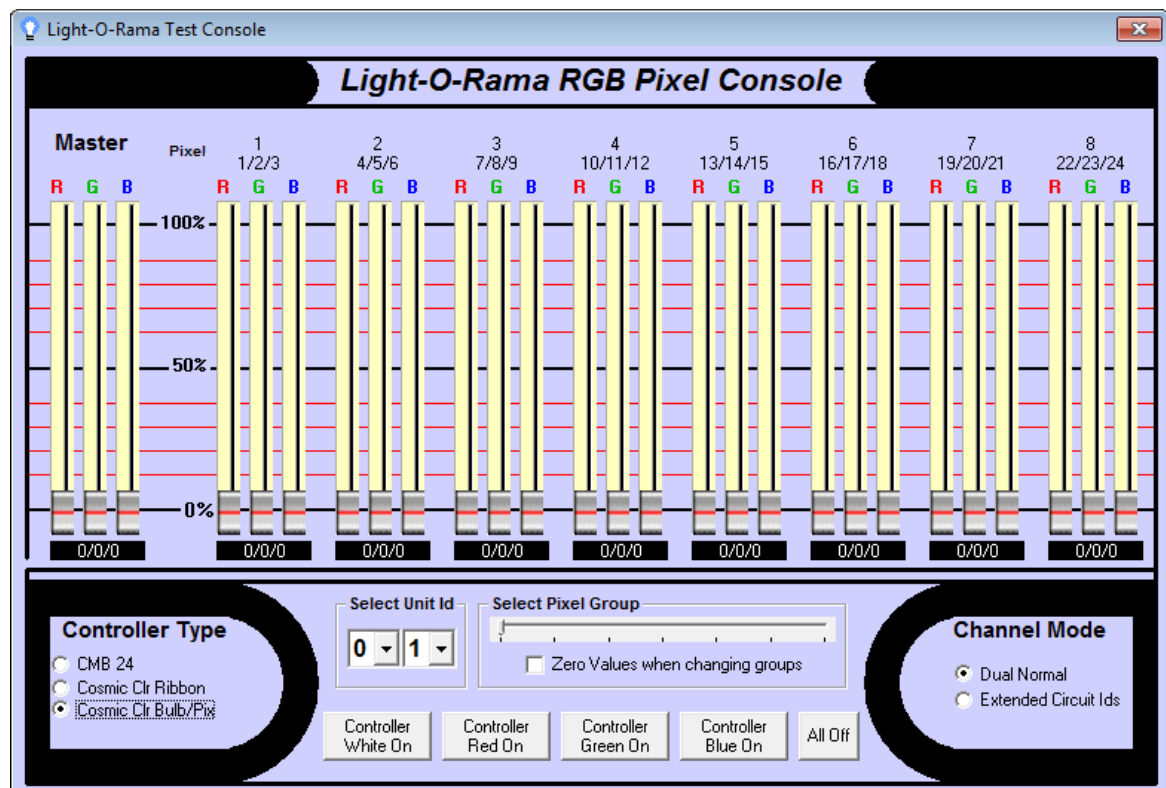 Light-O-Rama Test Console
Light-O-Rama RGB Pixel Console
Master Pixel 1 2 3 4 5 6 7 8
1/2/3 4/5/6 7/8/9 10/11/12 13/14/15 16/17/18 19/20/21 22/23/24
R G B R G B R G B R G B R G B R G B R G B R G B R G B
100%
50%
0%
0/0/0 0/0/0 0/0/0 0/0/0 0/0/0 0/0/0 0/0/0 0/0/0 0/0/0
Controller Type
CMB 24
Cosmic Clr Ribbon
Cosmic Clr Bulb/Pix
Select Unit Id
0 1
Select Pixel Group
Zero Values when changing groups
Controller
White On
Controller
Red On
Controller
Green On
Controller
Blue On
All Off
Channel Mode
Dual Normal
Extended Circuit Ids